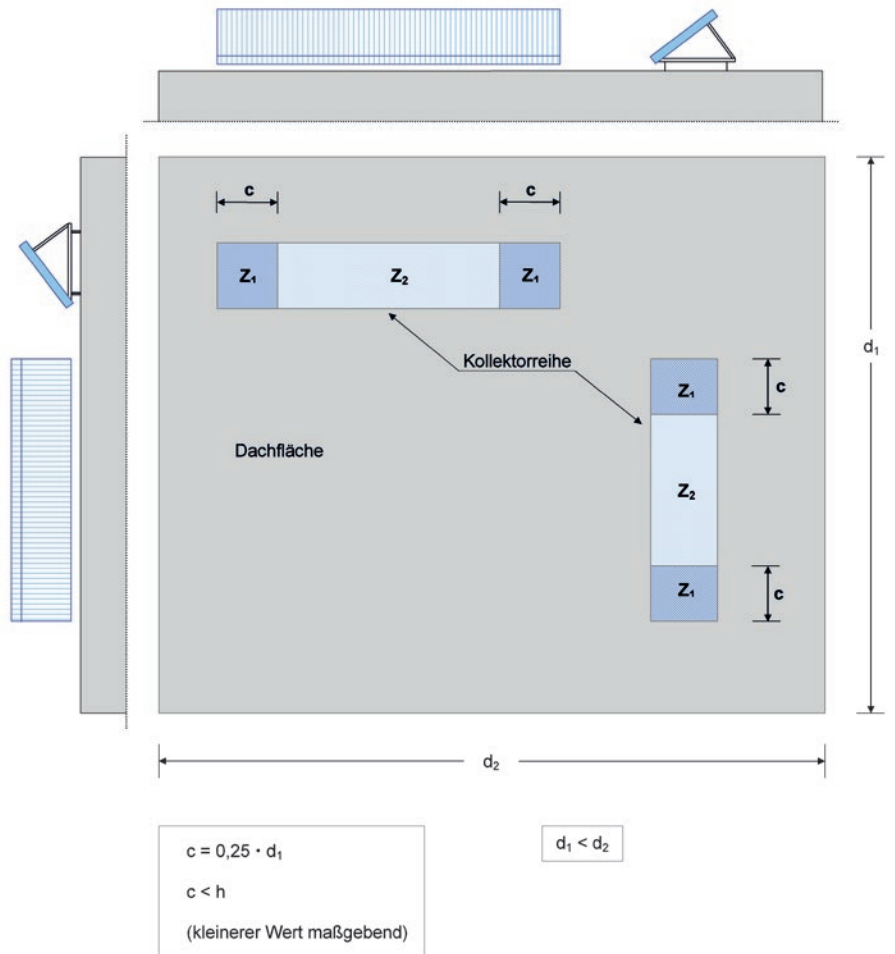 c
c
Z₁
Z₂
Z₁
d₁
Kollektorreihe
Z₁
c
Dachfläche
Z₂
Z₁
c
d₂
c = 0,25 · d₁
d₁ < d₂
c < h
(kleinerer Wert maßgebend)